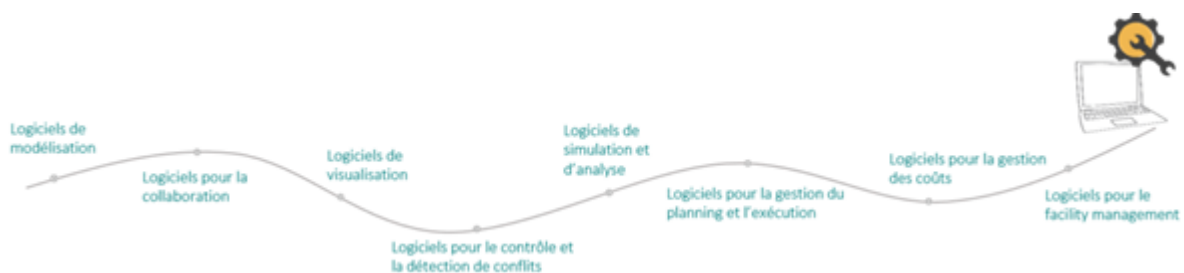 Logiciels de
modélisation
Logiciels pour la
collaboration
Logiciels de
visualisation
Logiciels pour le contrôle et
la détection de conflits
Logiciels de
simulation et
d'analyse
Logiciels pour la gestion du
planning et l'exécution
Logiciels pour la gestion
des coûts
Logiciels pour le
facility management